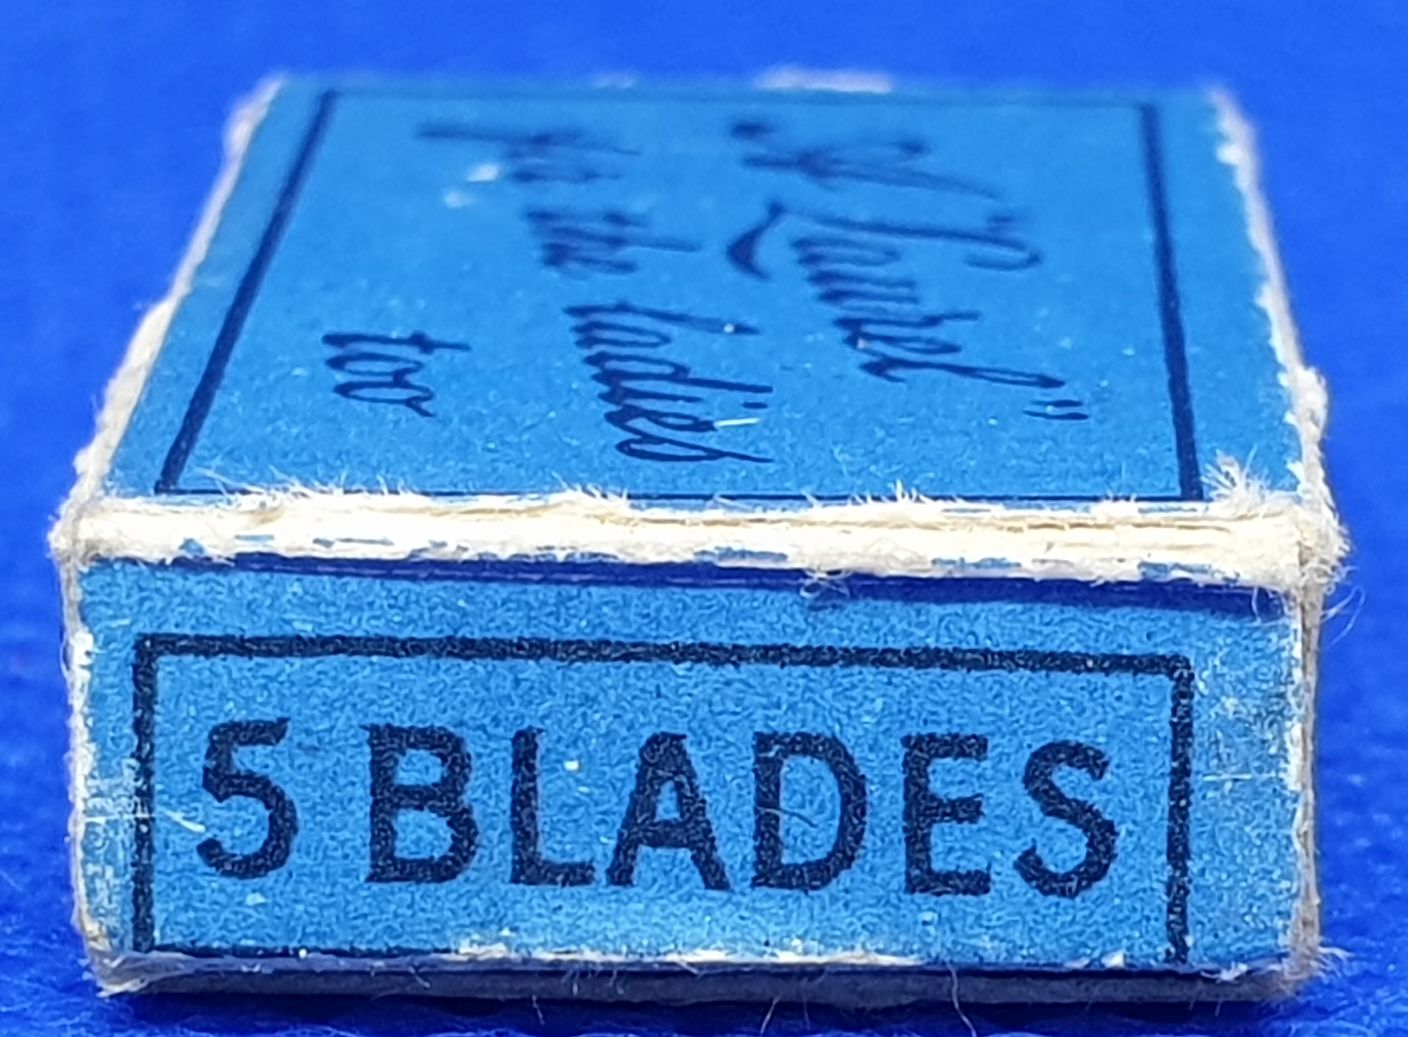 "A Laurel"
for the ladies
too
5 BLADES